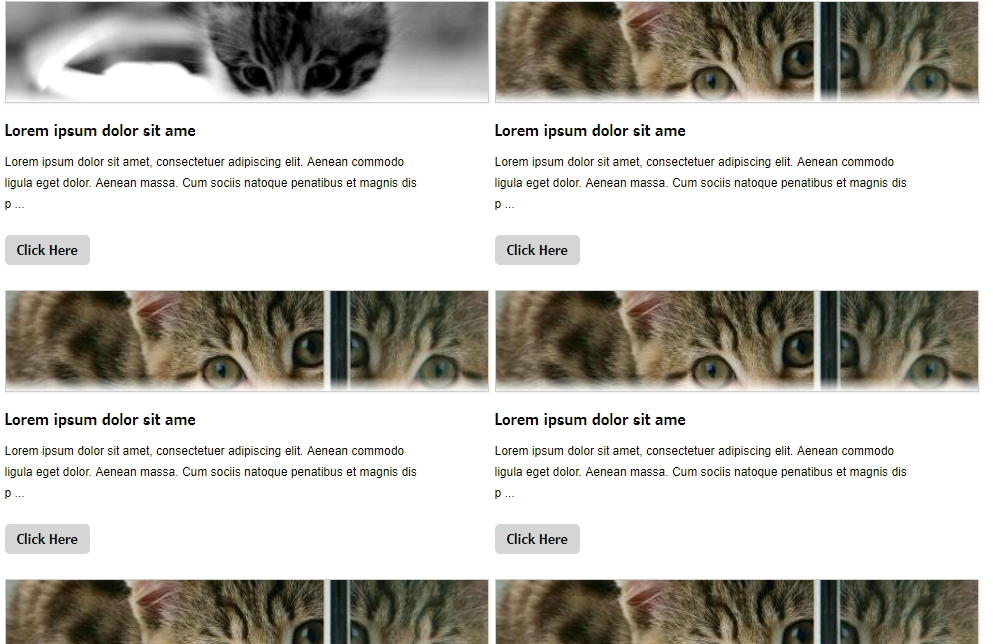 Lorem ipsum dolor sit ame
Lorem ipsum dolor sit amet, consectetuer adipiscing elit. Aenean commodo
ligula eget dolor. Aenean massa. Cum sociis natoque penatibus et magnis dis
p ...
Click Here
Lorem ipsum dolor sit ame
Lorem ipsum dolor sit amet, consectetuer adipiscing elit. Aenean commodo
ligula eget dolor. Aenean massa. Cum sociis natoque penatibus et magnis dis
p ...
Click Here
Lorem ipsum dolor sit ame
Lorem ipsum dolor sit amet, consectetuer adipiscing elit. Aenean commodo
ligula eget dolor. Aenean massa. Cum sociis natoque penatibus et magnis dis
p ...
Click Here
Lorem ipsum dolor sit ame
Lorem ipsum dolor sit amet, consectetuer adipiscing elit. Aenean commodo
ligula eget dolor. Aenean massa. Cum sociis natoque penatibus et magnis dis
p ...
Click Here